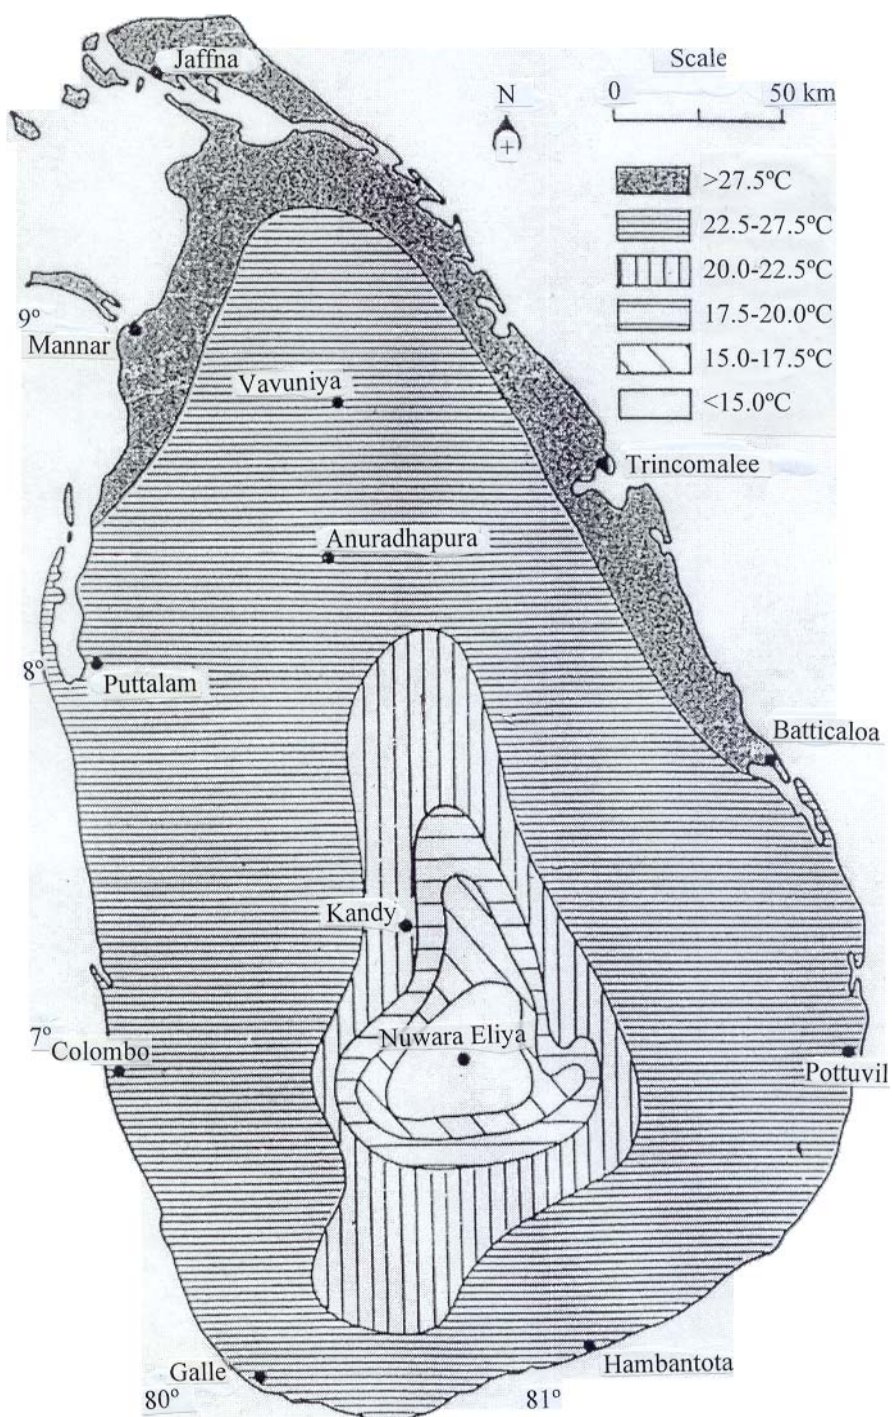 Jaffna
Scale
N
0 50 km
+
>27.5ºC
22.5-27.5ºC
20.0-22.5ºC
17.5-20.0ºC
15.0-17.5ºC
<15.0ºC
9º
Mannar
Vavuniya
Trincomalee
Anuradhapura
8º
Puttalam
Batticaloa
Kandy
7º
Colombo
Nuwara Eliya
Pottuvil
Galle
Hambantota
80º
81º